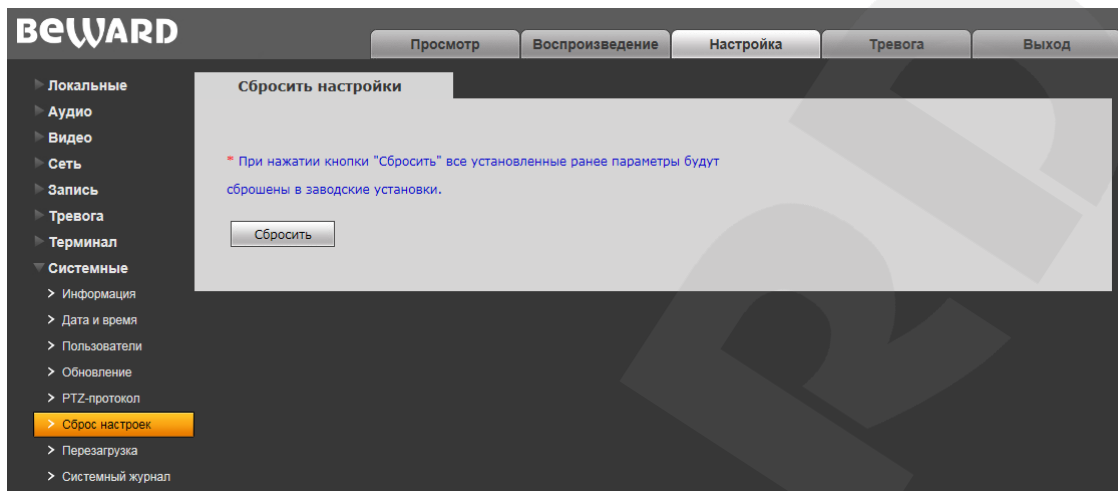 BEWARD
Просмотр
Воспроизведение
Настройка
Тревога
Выход
Локальные
Аудио
Видео
Сеть
Запись
Тревога
Терминал
Системные
> Информация
> Дата и время
> Пользователи
> Обновление
> PTZ-протокол
> Сброс настроек
> Перезагрузка
> Системный журнал
Сбросить настройки
* При нажатии кнопки "Сбросить" все установленные ранее параметры будут
сброшены в заводские установки.
Сбросить